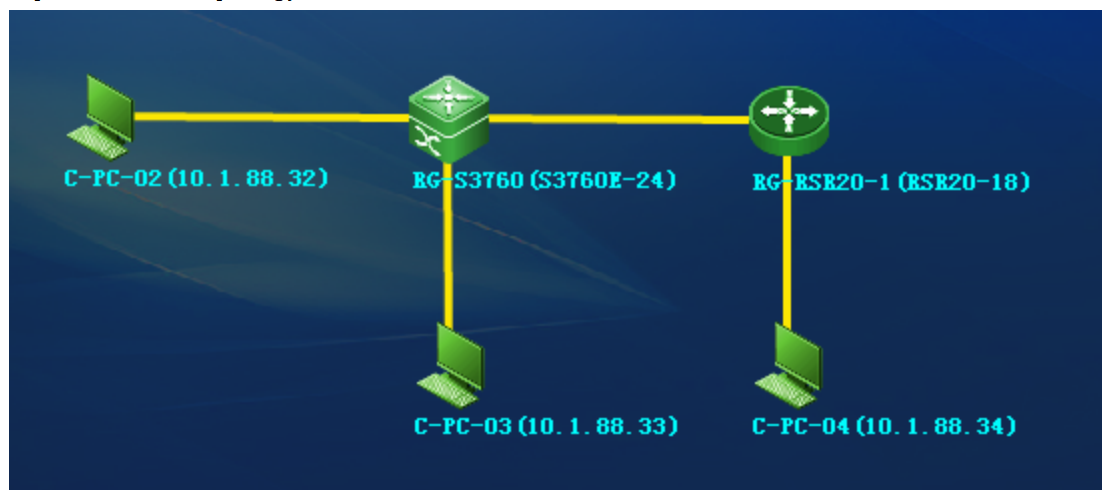 C-PC-02(10.1.88.32)
RG-S3760(S3760E-24)
RG-RSR20-1(RSR20-18)
C-PC-03(10.1.88.33)
C-PC-04(10.1.88.34)